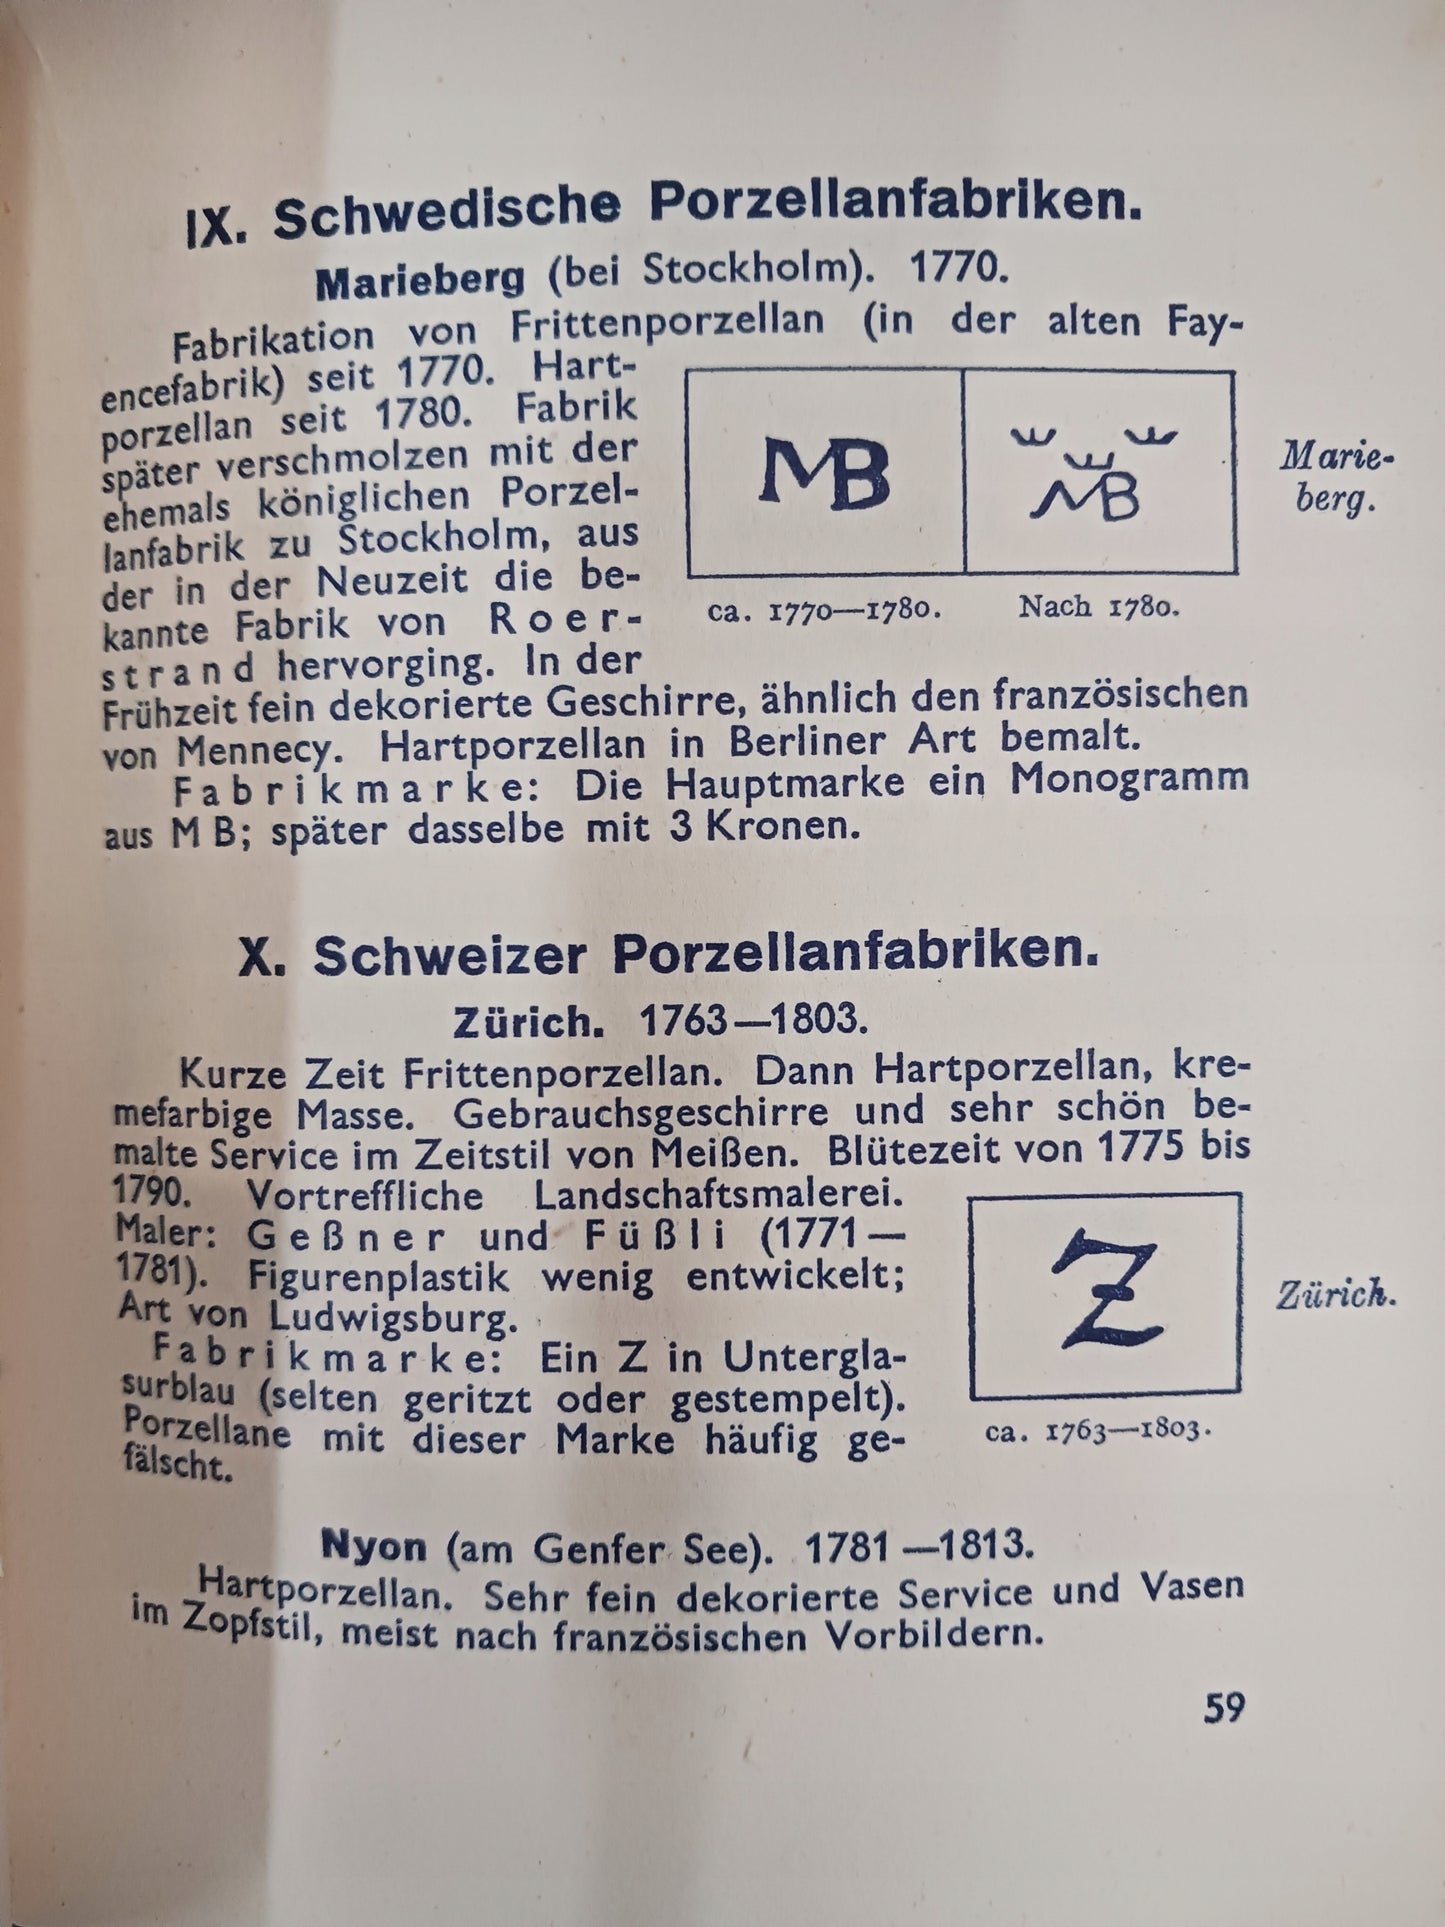 IX. Schwedische Porzellanfabriken.
Marieberg (bei Stockholm). 1770.
Fabrikation von Frittenporzellan (in der alten Fay-
encefabrik) seit 1770. Hart-
porzellan seit 1780. Fabrik
später verschmolzen mit der
ehemals königlichen Porzel-
lanfabrik zu Stockholm, aus
der in der Neuzeit die be-
kannte Fabrik von Roer-
strand hervorging. In der
Frühzeit fein dekorierte Geschirre, ähnlich den französischen
von Mennecy. Hartporzellan in Berliner Art bemalt.
Fabrikmarke: Die Hauptmarke ein Monogramm
aus M B; später dasselbe mit 3 Kronen.
MB
MB
ca. 1770—1780.
Nach 1780.
Marie-
berg.
X. Schweizer Porzellanfabriken.
Zürich. 1763—1803.
Kurze Zeit Frittenporzellan. Dann Hartporzellan, kre-
mefarbige Masse. Gebrauchsgeschirre und sehr schön be-
malte Service im Zeitstil von Meißen. Blütezeit von 1775 bis
1790. Vortreffliche Landschaftsmalerei.
Maler: Geßner und Füßli (1771—
1781). Figurenplastik wenig entwickelt;
Art von Ludwigsburg.
Fabrikmarke: Ein Z in Untergla-
surblau (selten geritzt oder gestempelt).
Porzellane mit dieser Marke häufig ge-
fälscht.
Z
ca. 1763—1803.
Zürich.
Nyon (am Genfer See). 1781—1813.
Hartporzellan. Sehr fein dekorierte Service und Vasen
im Zopfstil, meist nach französischen Vorbildern.
59